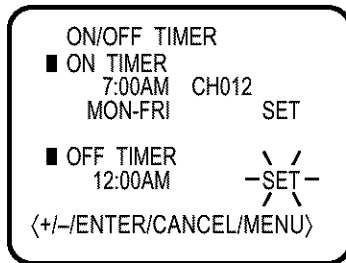 ON/OFF TIMER
■ ON TIMER
7:00AM CH012
MON-FRI SET
■ OFF TIMER
12:00AM SET
〈+/–/ENTER/CANCEL/MENU〉